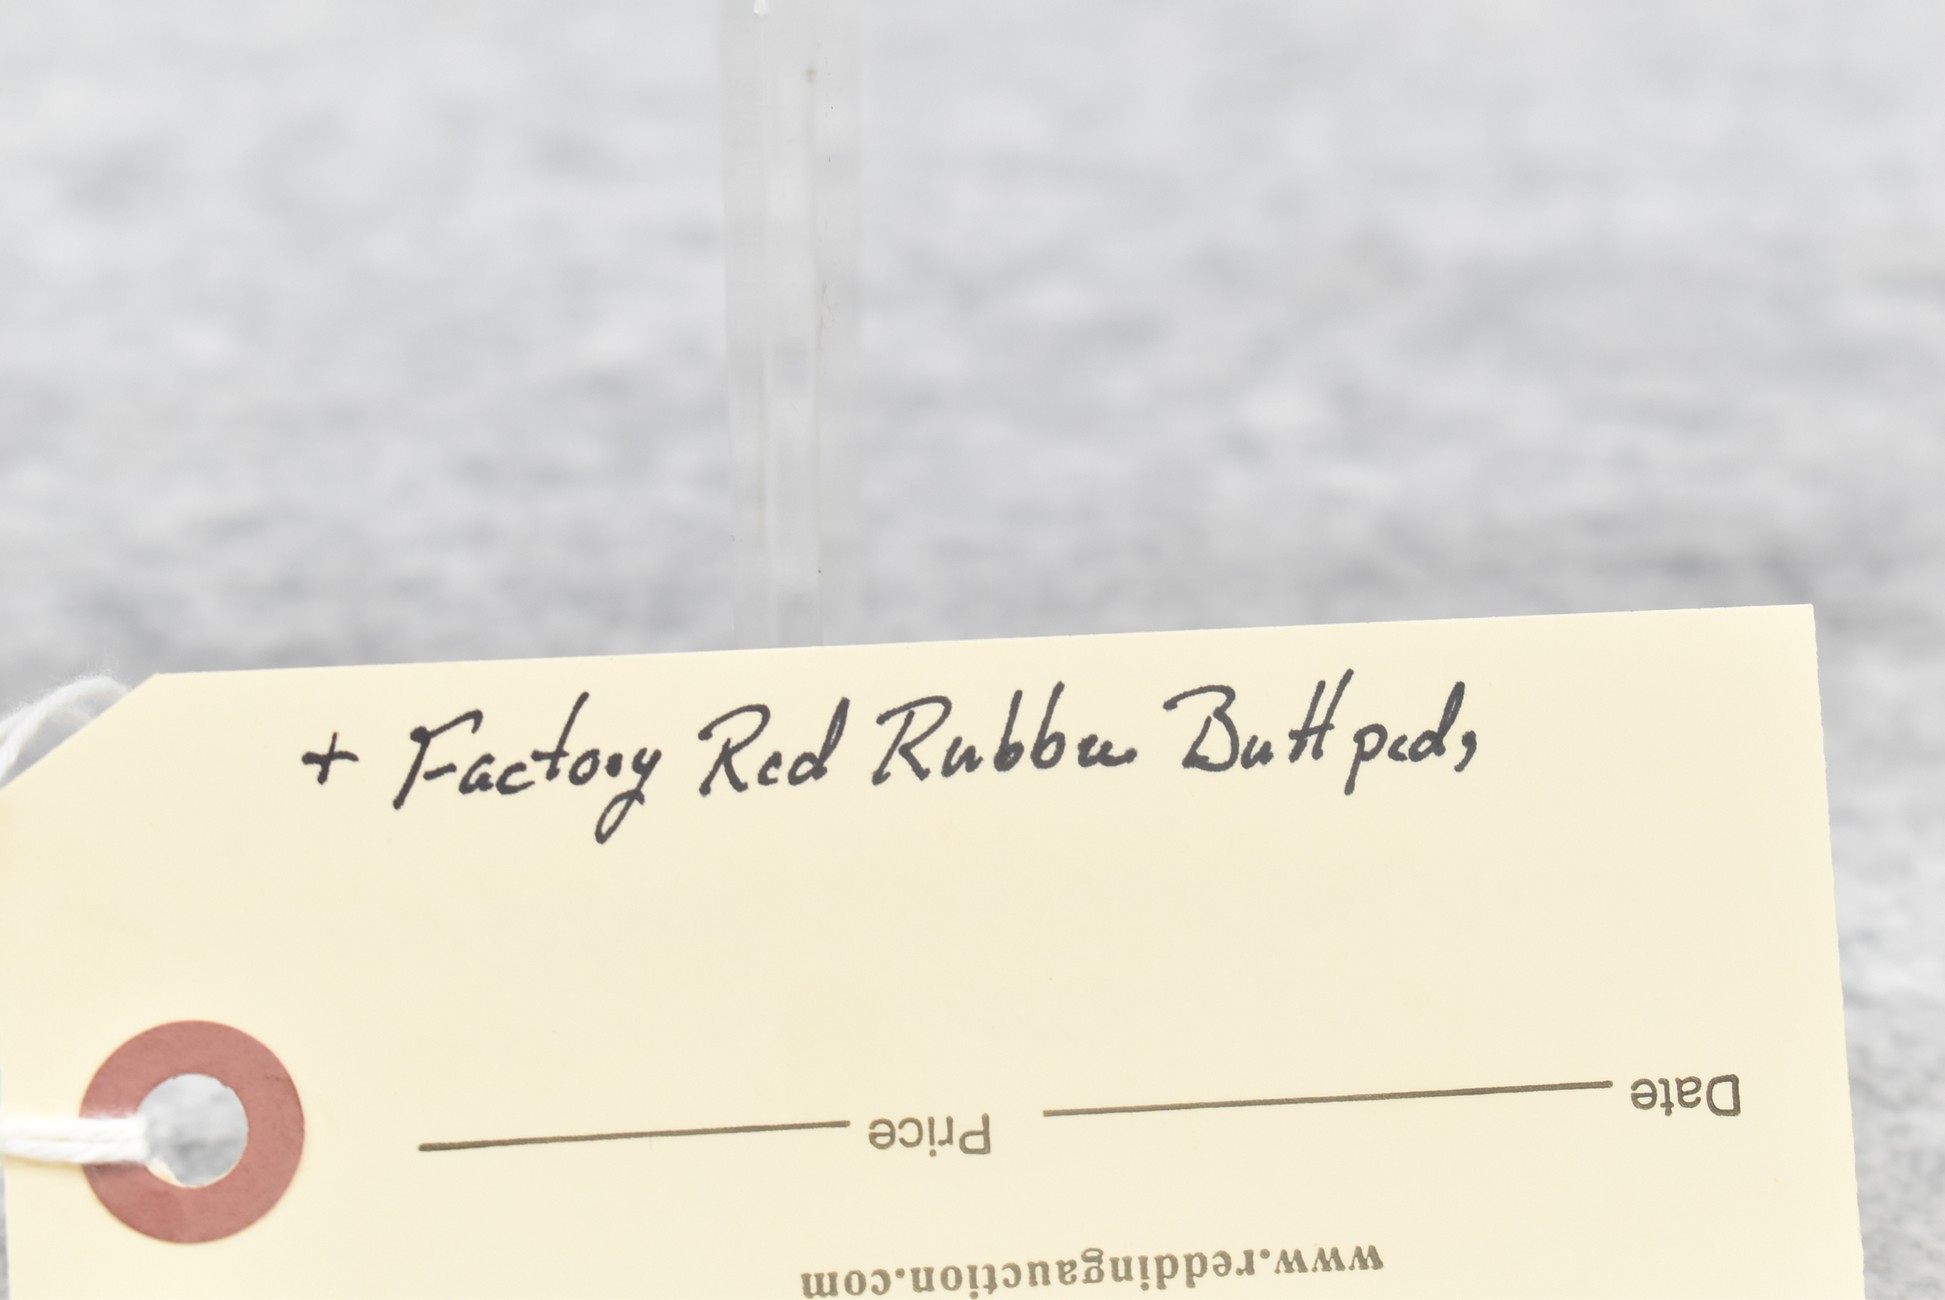 + Factory Red Rubber Buttpad,
Price
Date
www.reddingauction.com